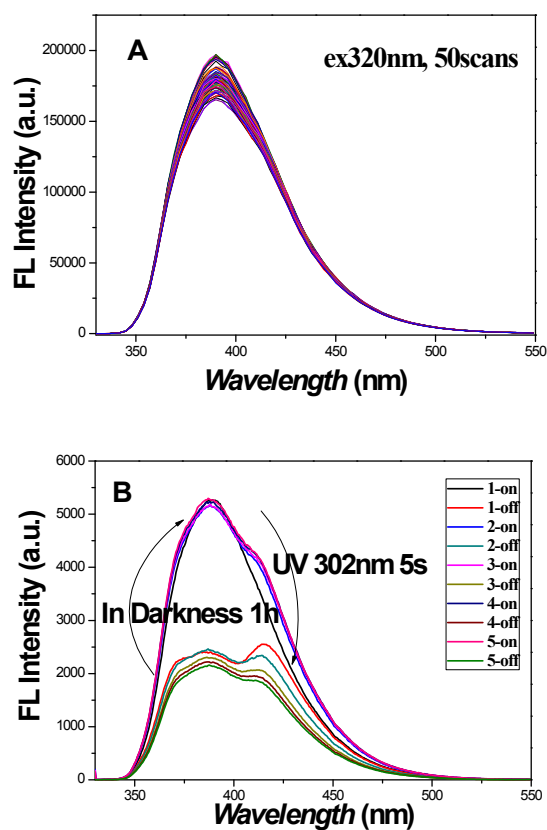 A
ex320nm, 50scans
FL Intensity (a.u.)
200000
150000
100000
50000
0
350
400
450
500
550
Wavelength (nm)
B
FL Intensity (a.u.)
6000
5000
4000
3000
2000
1000
0
In Darkness 1h
UV 302nm 5s
1-on
1-off
2-on
2-off
3-on
3-off
4-on
4-off
5-on
5-off
350
400
450
500
550
Wavelength (nm)